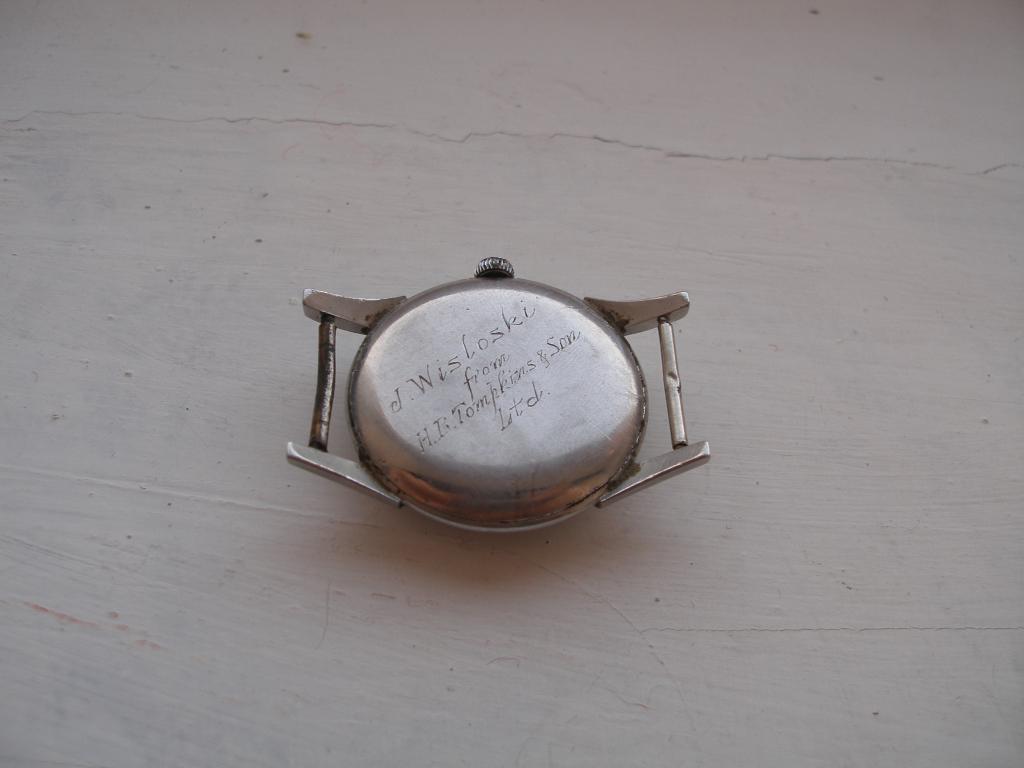 J. Wisloski
from
H.E. Tompkins & Son
Ltd.